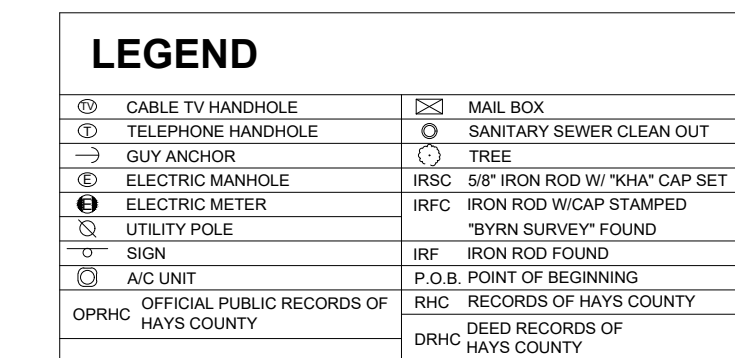 LEGEND
TV CABLE TV HANDHOLE
T TELEPHONE HANDHOLE
GUY ANCHOR
E ELECTRIC MANHOLE
E ELECTRIC METER
UTILITY POLE
SIGN
A/C UNIT
OPRHC OFFICIAL PUBLIC RECORDS OF
HAYS COUNTY
MAIL BOX
SANITARY SEWER CLEAN OUT
TREE
IRSC 5/8" IRON ROD W/ "KHA" CAP SET
IRFC IRON ROD W/CAP STAMPED
"BYRN SURVEY" FOUND
IRF IRON ROD FOUND
P.O.B. POINT OF BEGINNING
RHC RECORDS OF HAYS COUNTY
DRHC DEED RECORDS OF
HAYS COUNTY